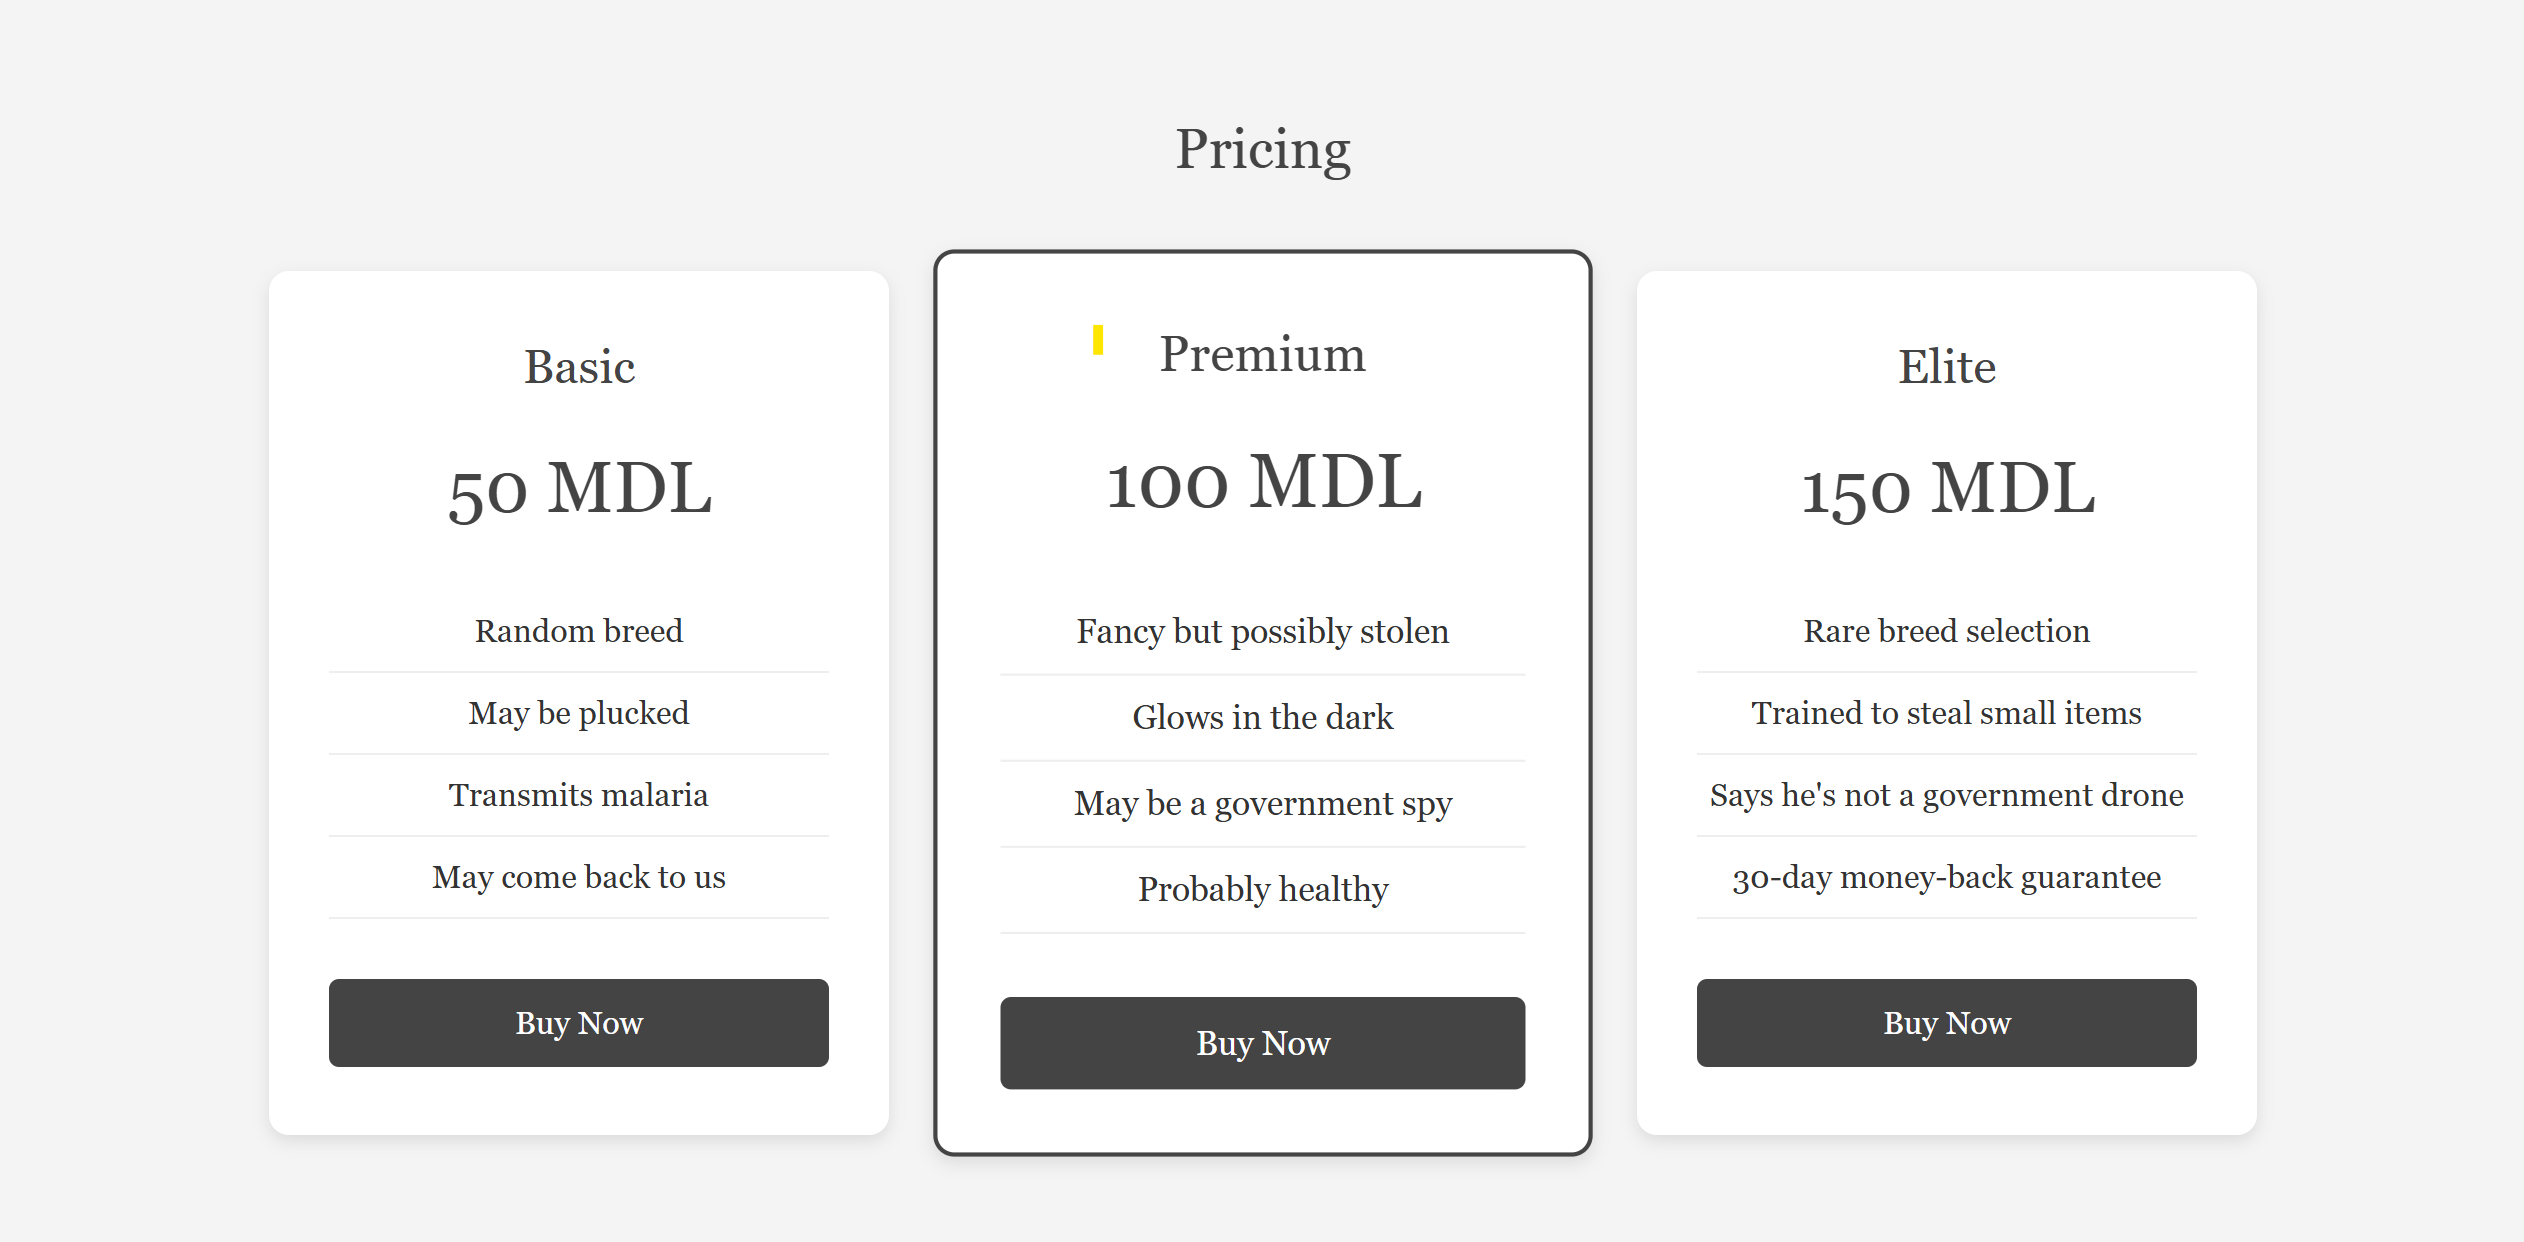 Pricing
Basic
50 MDL
Random breed
May be plucked
Transmits malaria
May come back to us
Buy Now
Premium
100 MDL
Fancy but possibly stolen
Glows in the dark
May be a government spy
Probably healthy
Buy Now
Elite
150 MDL
Rare breed selection
Trained to steal small items
Says he's not a government drone
30-day money-back guarantee
Buy Now